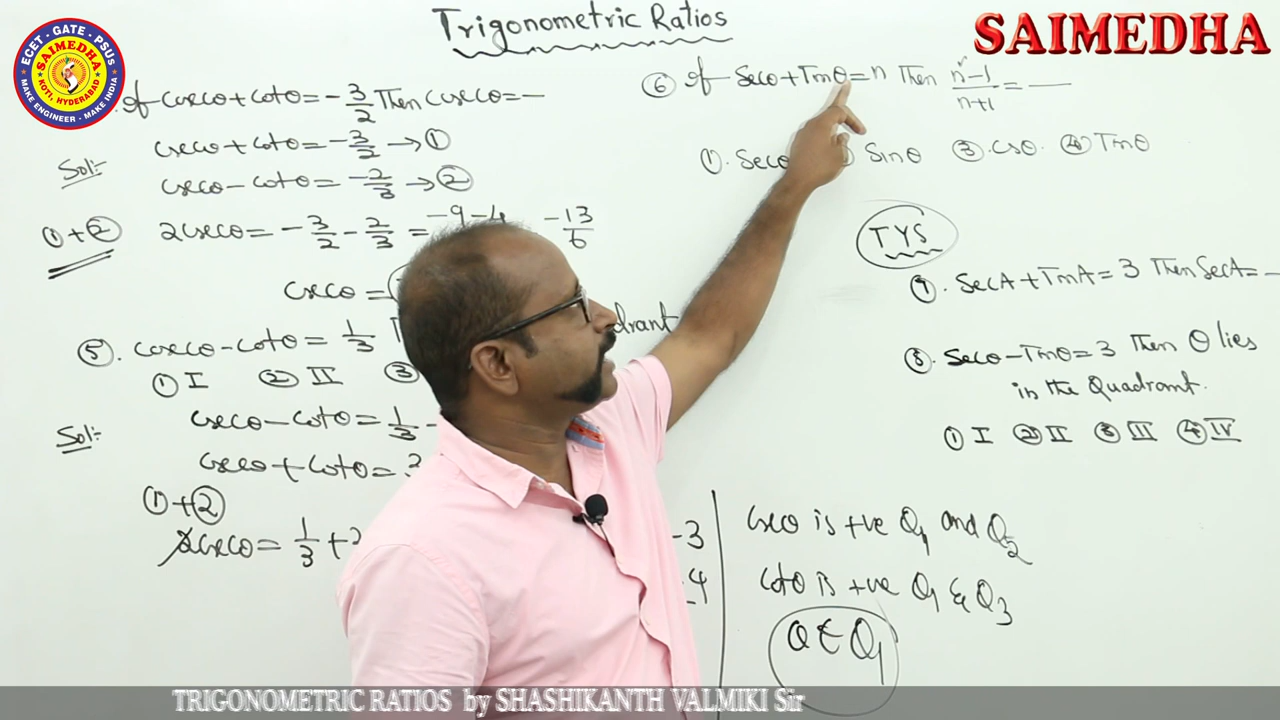 Trigonometric Ratios
SAIMEDHA
ECET - GATE - PSUS
SAIMEDHA
KOTI, HYDERABAD
MAKE ENGINEER - MAKE INDIA
If cosecθ + cotθ = -3/2 Then cosecθ = —
Sol:-
cosecθ + cotθ = -3/2 → ①
cosecθ - cotθ = -2/3 → ②
① + ② 2cosecθ = -3/2 - 2/3 = -9-4 -13/6
cosecθ =
⑤. cosecθ - cotθ = 1/3 drant
① I ② II ③
Sol:-
cosecθ - cotθ = 1/3
cosecθ + cotθ = 3
① + ②
2cosecθ = 1/3 + 3
⑥ If Secθ + Tanθ = n Then n²-1/n²+1 = —
①. Secθ Sinθ ③. Cosθ. ④ Tanθ
TYS
⑦. SecA + TanA = 3 Then SecA = —
⑧. Secθ - Tanθ = 3 Then θ lies
in the Quadrant.
① I ② II ③ III ④ IV
cosecθ is +ve Q1 and Q2
cotθ is +ve Q1 & Q3
θ ∈ Q1
TRIGONOMETRIC RATIOS by SHASHIKANTH VALMIKI Sir